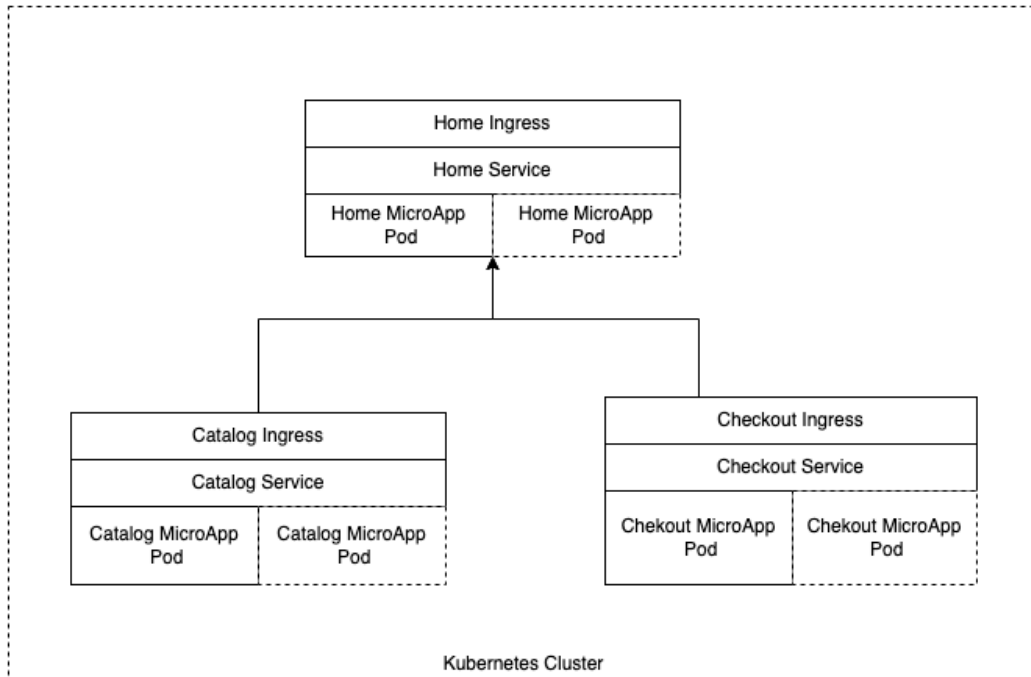 Home Ingress
Home Service
Home MicroApp
Pod
Home MicroApp
Pod
Catalog Ingress
Catalog Service
Catalog MicroApp
Pod
Catalog MicroApp
Pod
Checkout Ingress
Checkout Service
Chekout MicroApp
Pod
Chekout MicroApp
Pod
Kubernetes Cluster